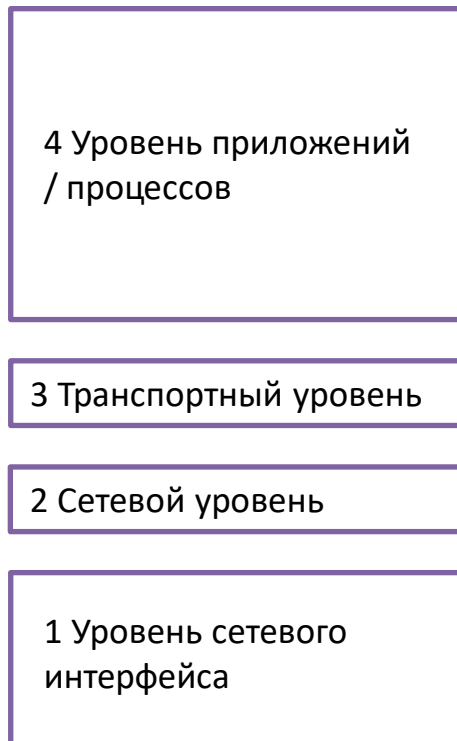 4 Уровень приложений
/ процессов
3 Транспортный уровень
2 Сетевой уровень
1 Уровень сетевого
интерфейса